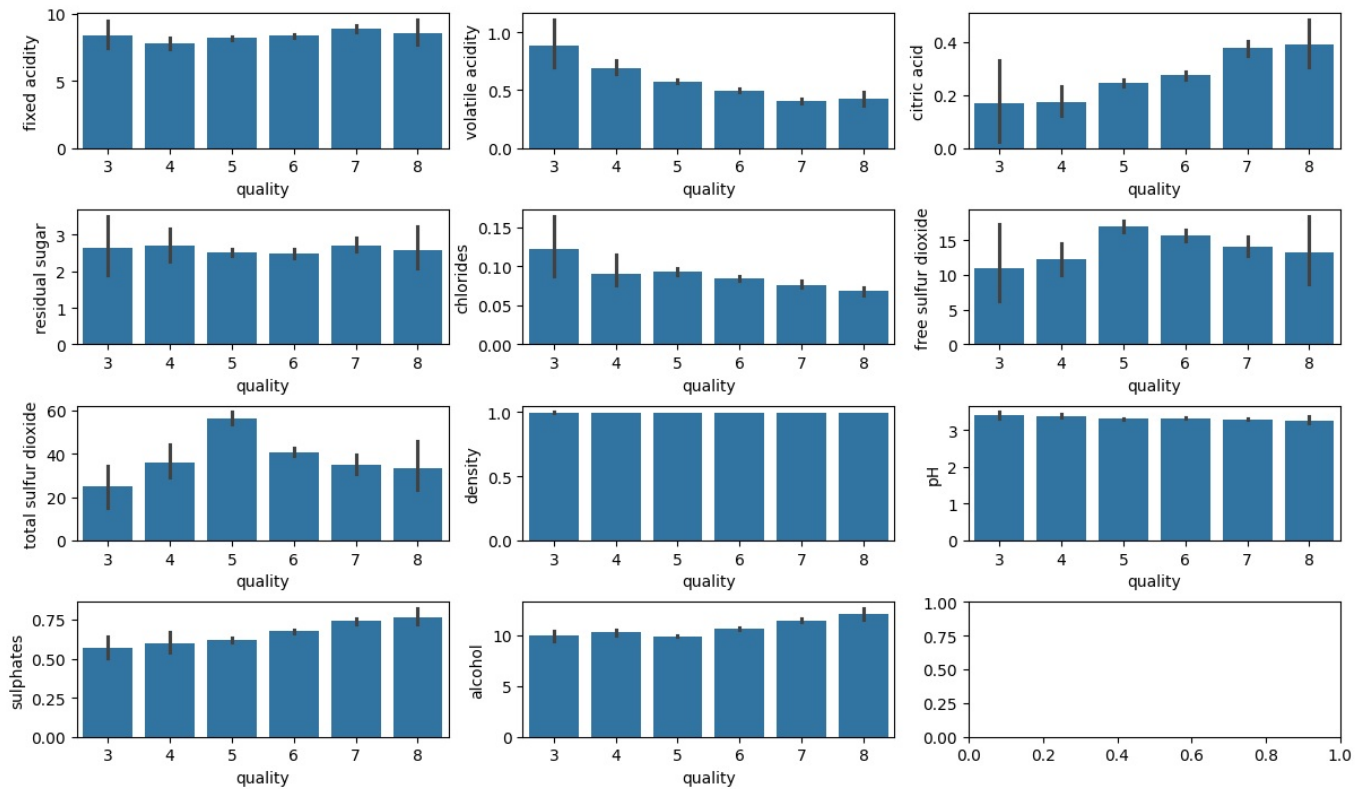 10
5
0
fixed acidity
3 4 5 6 7 8
quality
1.0
0.5
0.0
volatile acidity
3 4 5 6 7 8
quality
0.4
0.2
0.0
citric acid
3 4 5 6 7 8
quality
3
2
1
0
residual sugar
3 4 5 6 7 8
quality
0.15
0.10
0.05
0.00
chlorides
3 4 5 6 7 8
quality
15
10
5
0
free sulfur dioxide
3 4 5 6 7 8
quality
60
40
20
0
total sulfur dioxide
3 4 5 6 7 8
quality
1.0
0.5
0.0
density
3 4 5 6 7 8
quality
3
2
1
0
pH
3 4 5 6 7 8
quality
0.75
0.50
0.25
0.00
sulphates
3 4 5 6 7 8
quality
10
5
0
alcohol
3 4 5 6 7 8
quality
1.00
0.75
0.50
0.25
0.00
0.0 0.2 0.4 0.6 0.8 1.0